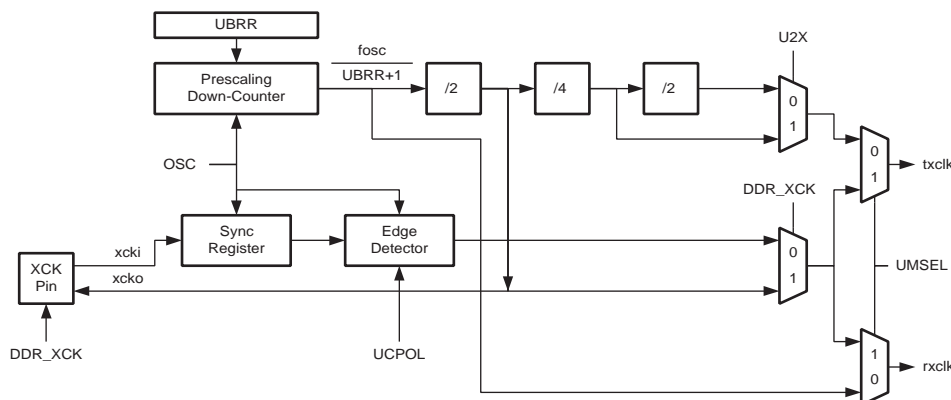 UBRR
fosc
U2X
Prescaling
Down-Counter
UBRR+1
/2
/4
/2
0
1
OSC
0
1
txclk
DDR_XCK
Sync
Register
Edge
Detector
xcki
0
1
UMSEL
XCK
Pin
xcko
DDR_XCK
UCPOL
1
0
rxclk